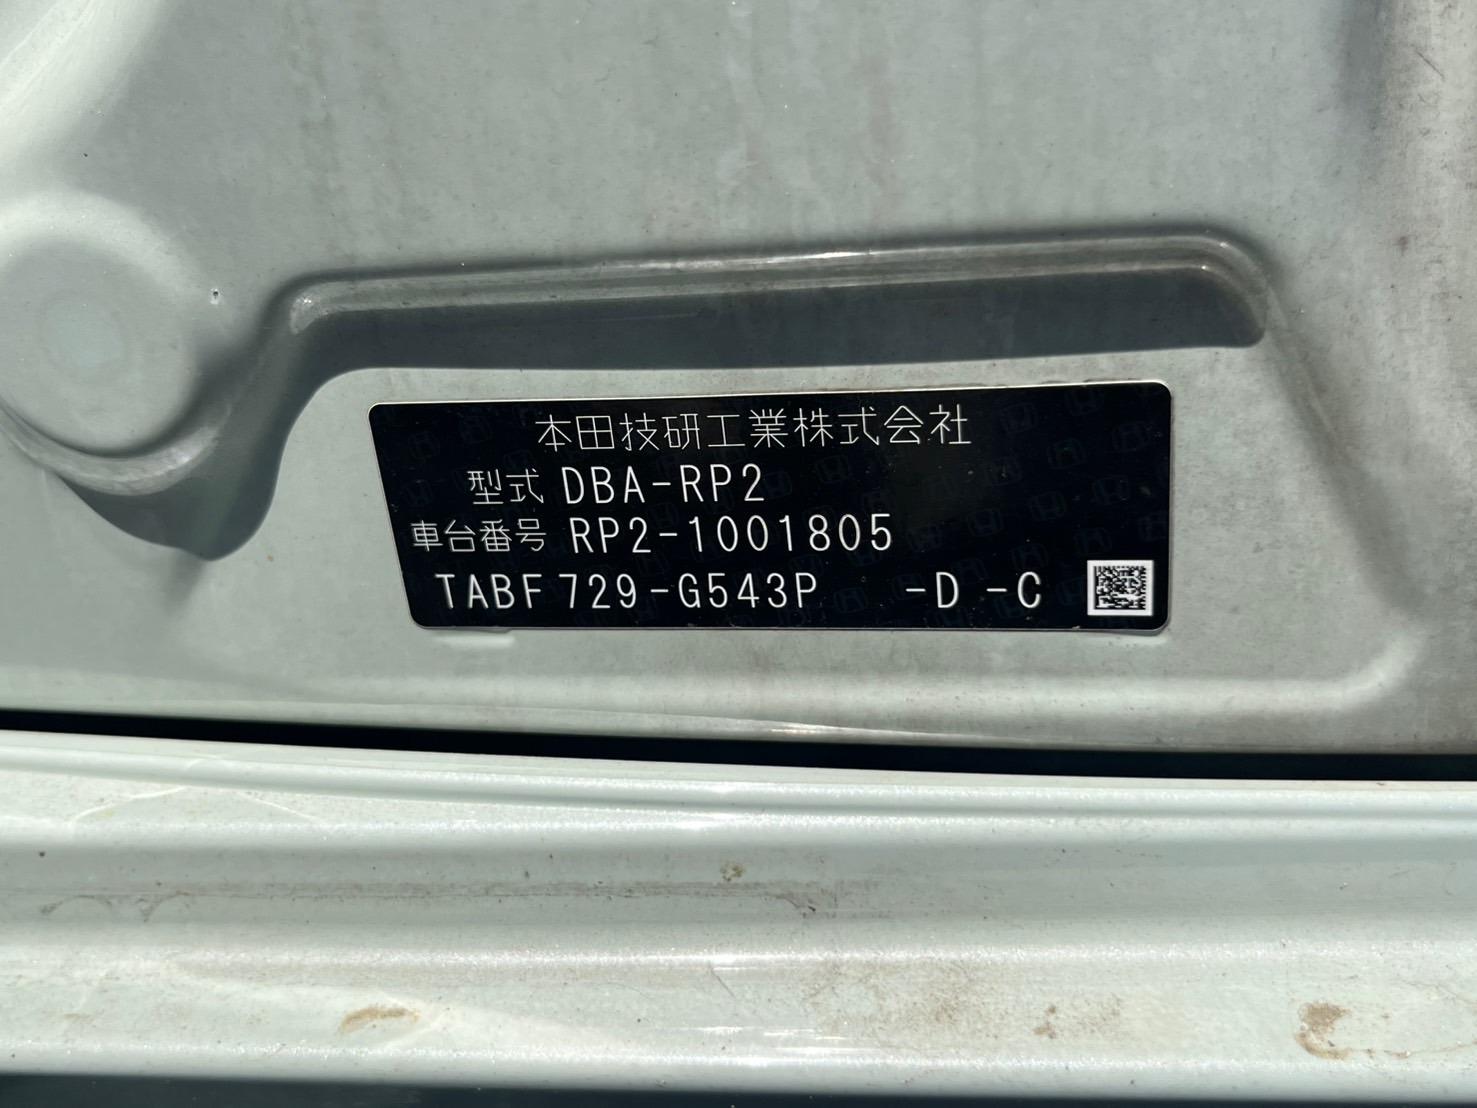 本田技研工業株式会社
型式 DBA-RP2
車台番号 RP2-1001805
TABF729-G543P -D -C